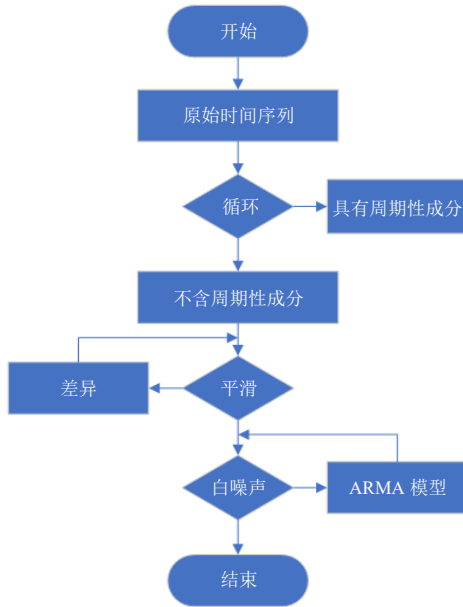 开始
原始时间序列
循环
具有周期性成分
不含周期性成分
差异
平滑
白噪声
ARMA 模型
结束